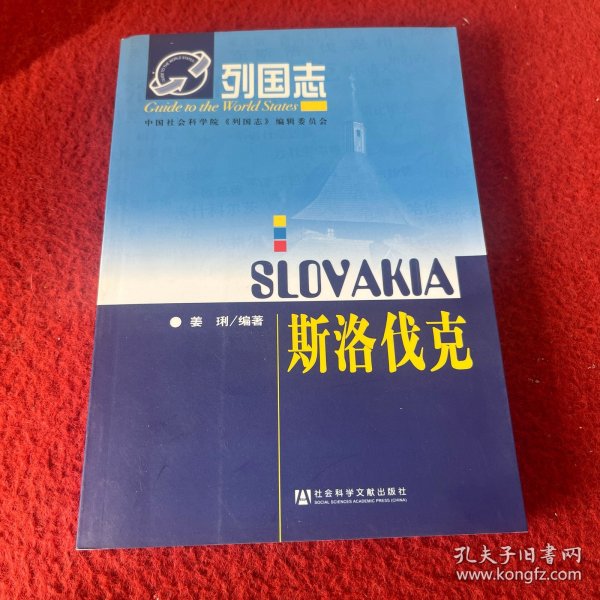 列国志
Guide to the World States
中国社会科学院《列国志》编辑委员会
SLOVAKIA
姜 琍/编著
斯洛伐克
社会科学文献出版社
SOCIAL SCIENCES ACADEMIC PRESS (CHINA)
孔夫子旧书网
www.kongfz.com